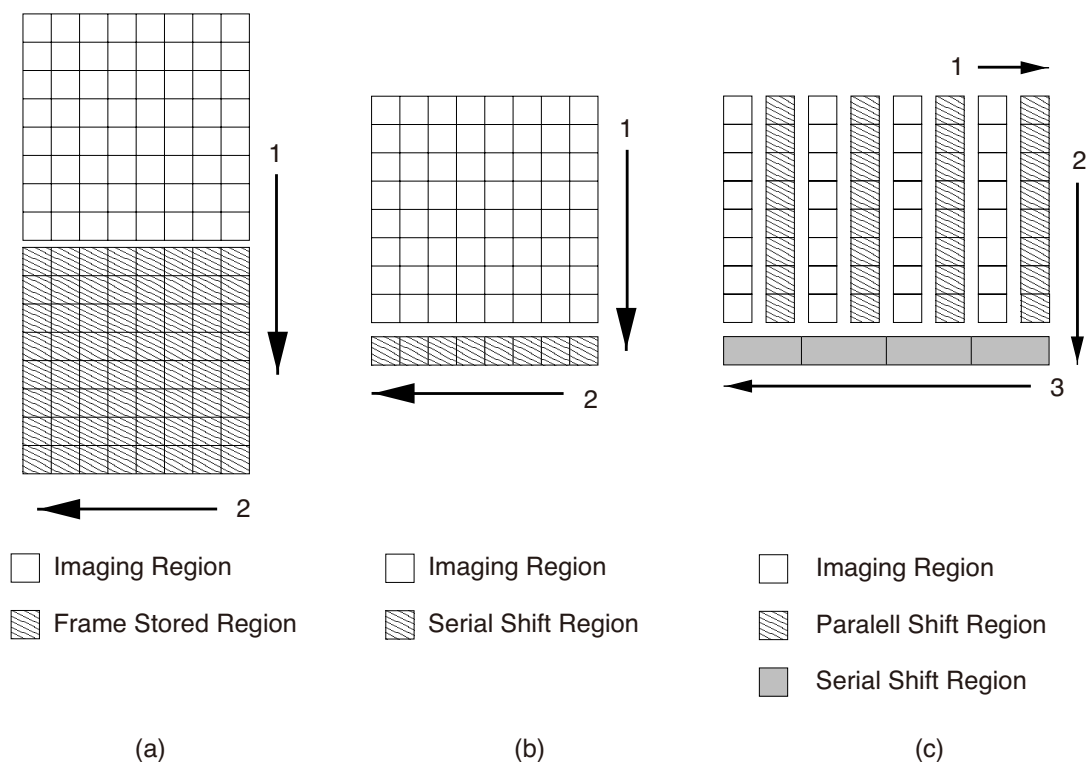 1
2
Imaging Region
Frame Stored Region
(a)
1
2
Imaging Region
Serial Shift Region
(b)
1
2
3
Imaging Region
Paralell Shift Region
Serial Shift Region
(c)